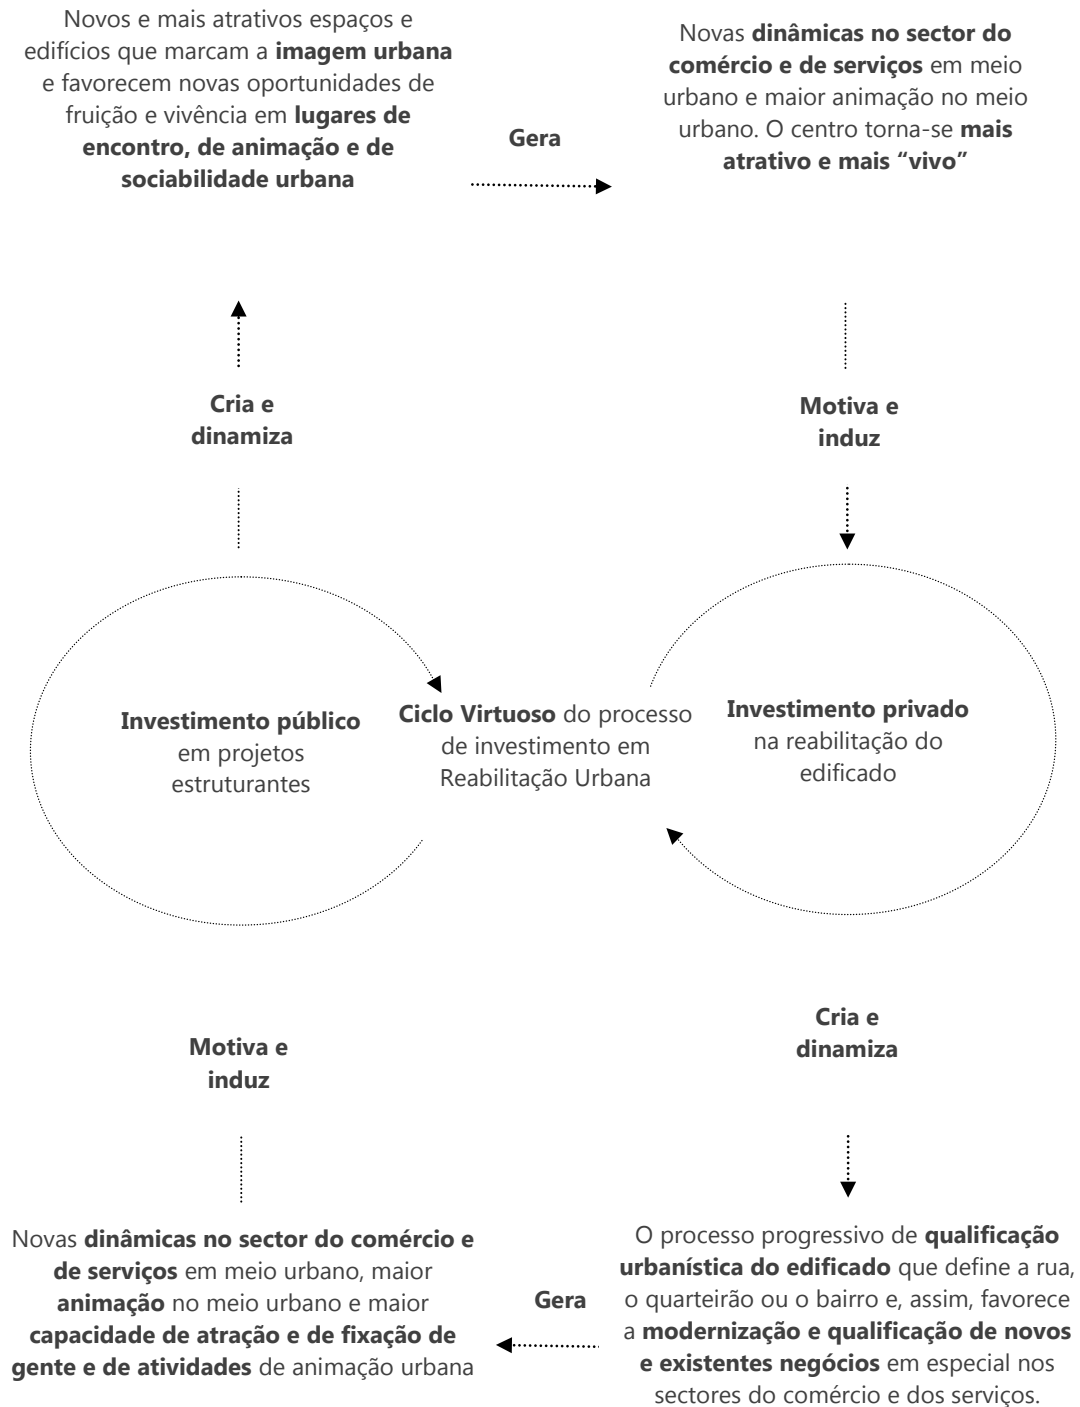 Novos e mais atrativos espaços e
edifícios que marcam a imagem urbana
e favorecem novas oportunidades de
fruição e vivência em lugares de
encontro, de animação e de
sociabilidade urbana
Gera
Novas dinâmicas no sector do
comércio e de serviços em meio
urbano e maior animação no meio
urbano. O centro torna-se mais
atrativo e mais “vivo”
Cria e
dinamiza
Motiva e
induz
Investimento público
em projetos
estruturantes
Ciclo Virtuoso do processo
de investimento em
Reabilitação Urbana
Investimento privado
na reabilitação do
edificado
Motiva e
induz
Cria e
dinamiza
Novas dinâmicas no sector do comércio e
de serviços em meio urbano, maior
animação no meio urbano e maior
capacidade de atração e de fixação de
gente e de atividades de animação urbana
Gera
O processo progressivo de qualificação
urbanística do edificado que define a rua,
o quarteirão ou o bairro e, assim, favorece
a modernização e qualificação de novos
e existentes negócios em especial nos
sectores do comércio e dos serviços.